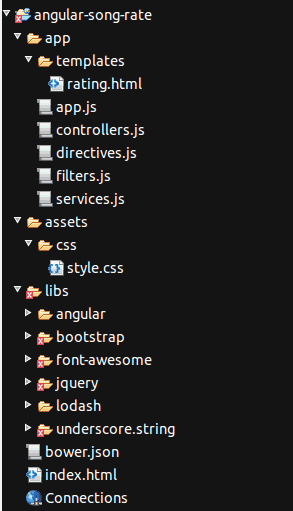 angular-song-rate
app
templates
rating.html
app.js
controllers.js
directives.js
filters.js
services.js
assets
css
style.css
libs
angular
bootstrap
font-awesome
jquery
lodash
underscore.string
bower.json
index.html
Connections